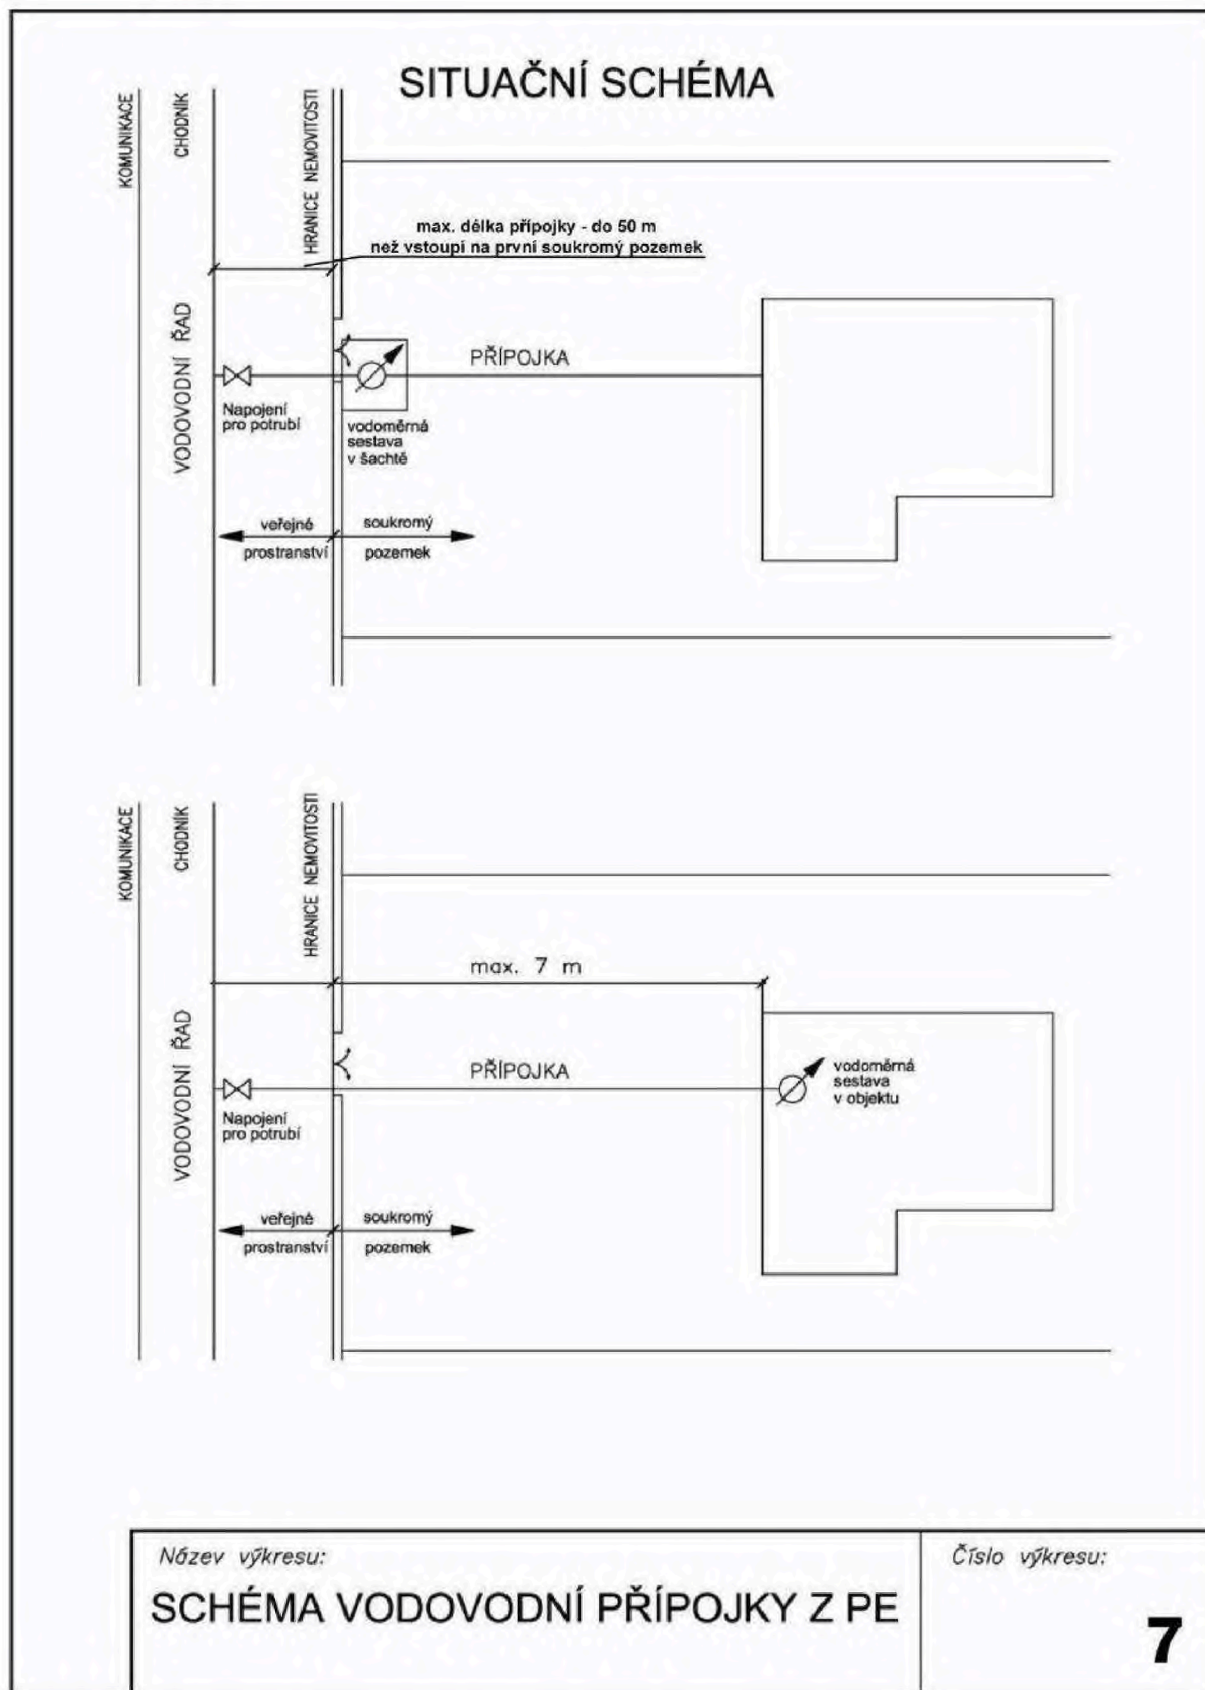 SITUAČNÍ SCHÉMA
KOMUNIKACE
CHODNÍK
HRANICE NEMOVITOSTI
max. délka přípojky - do 50 m
než vstoupí na první soukromý pozemek
VODOVODNÍ ŘAD
PŘÍPOJKA
Napojení
pro potrubí
vodoměrná
sestava
v šachtě
veřejné
prostranství
soukromý
pozemek
KOMUNIKACE
CHODNÍK
HRANICE NEMOVITOSTI
max. 7 m
VODOVODNÍ ŘAD
PŘÍPOJKA
Napojení
pro potrubí
vodoměrná
sestava
v objektu
veřejné
prostranství
soukromý
pozemek
Název výkresu:
SCHÉMA VODOVODNÍ PŘÍPOJKY Z PE
Číslo výkresu:
7